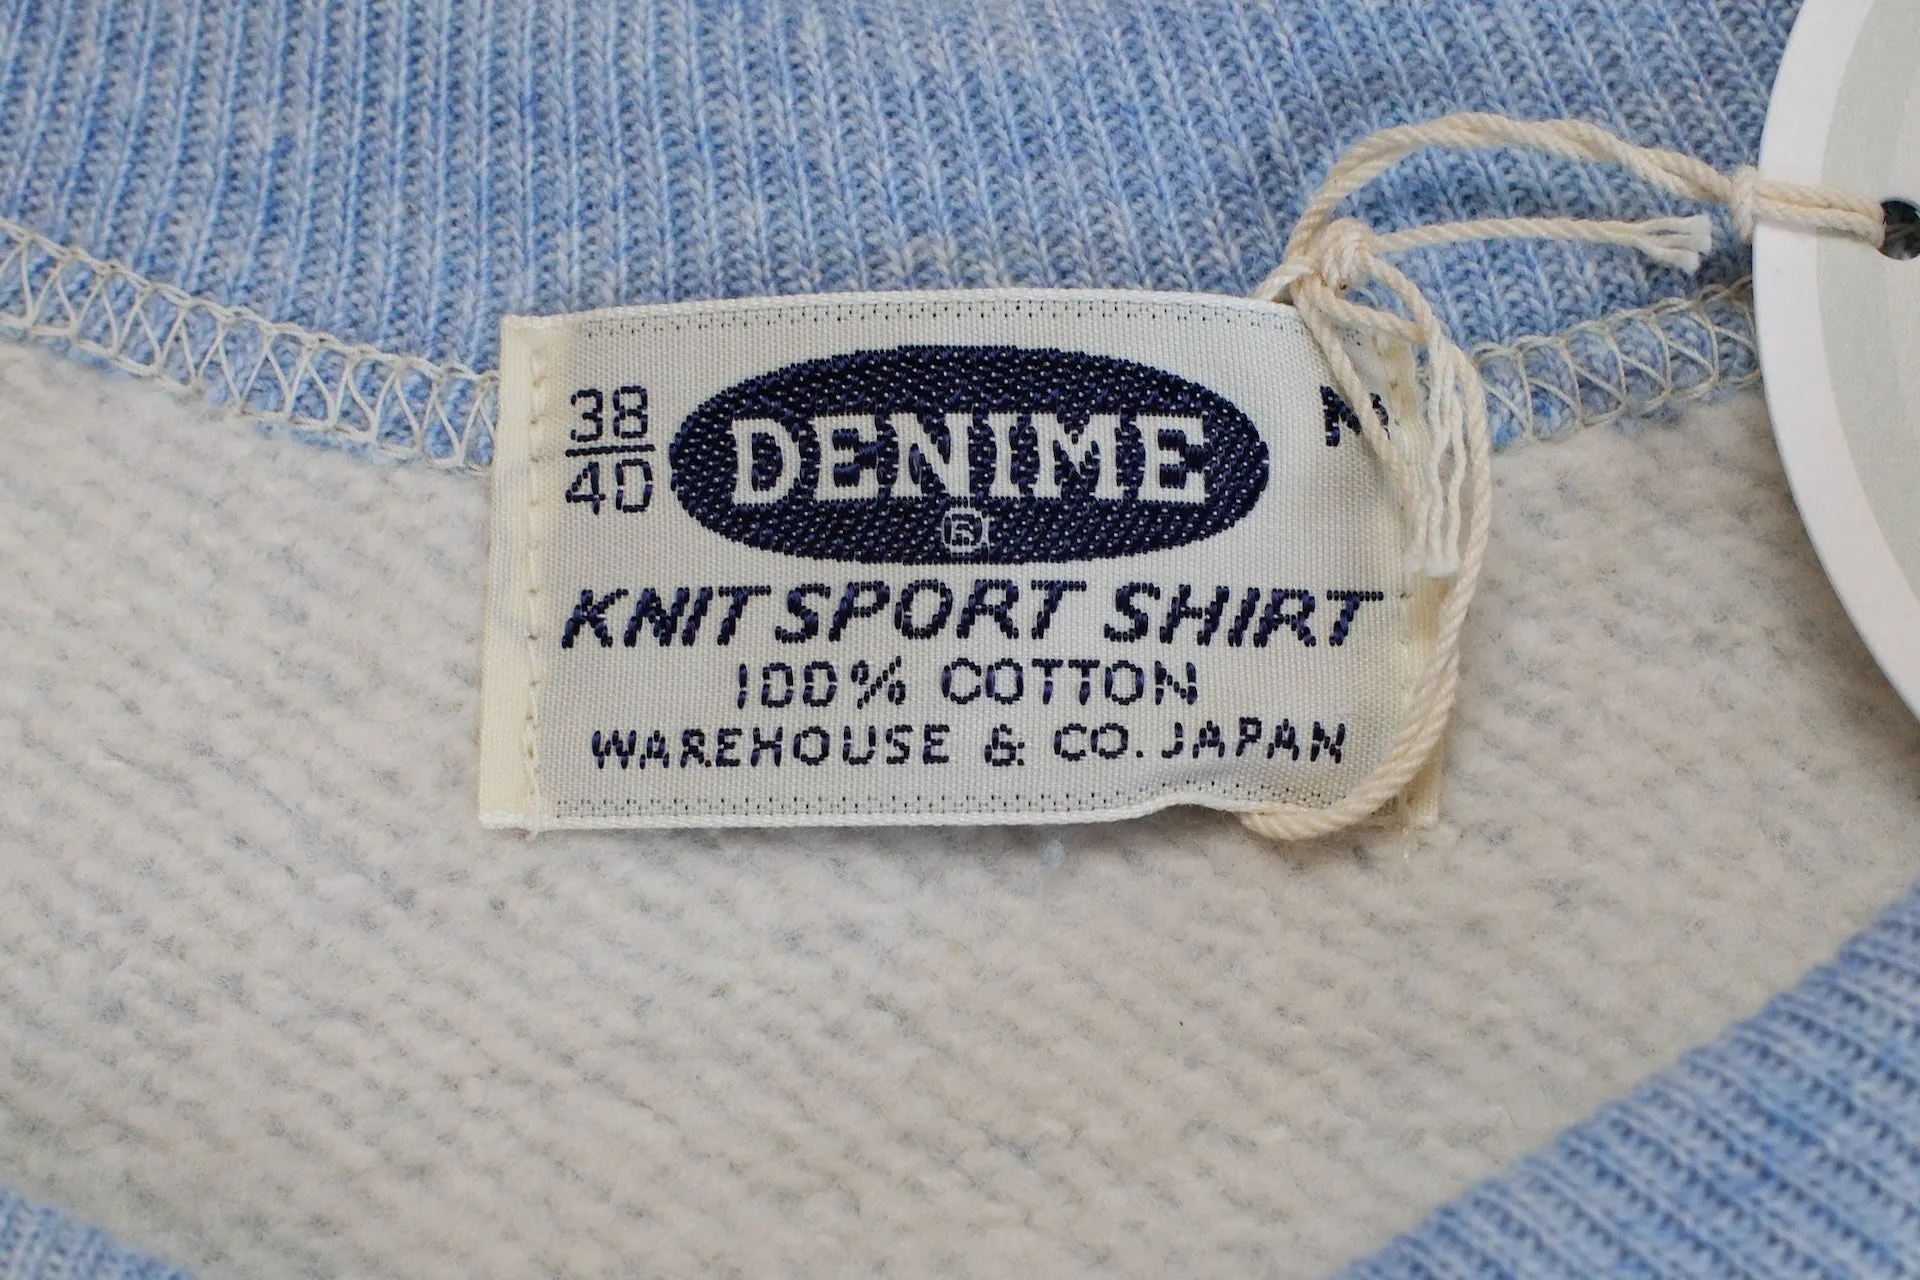 38
40
DENIME
®
M
KNIT SPORT SHIRT
100% COTTON
WAREHOUSE & CO. JAPAN